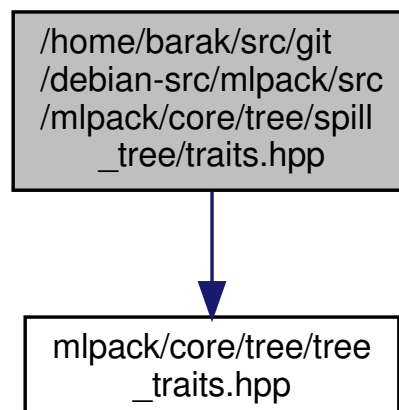 /home/barak/src/git
/debian-src/mlpack/src
/mlpack/core/tree/spill
_tree/traits.hpp
mlpack/core/tree/tree
_traits.hpp